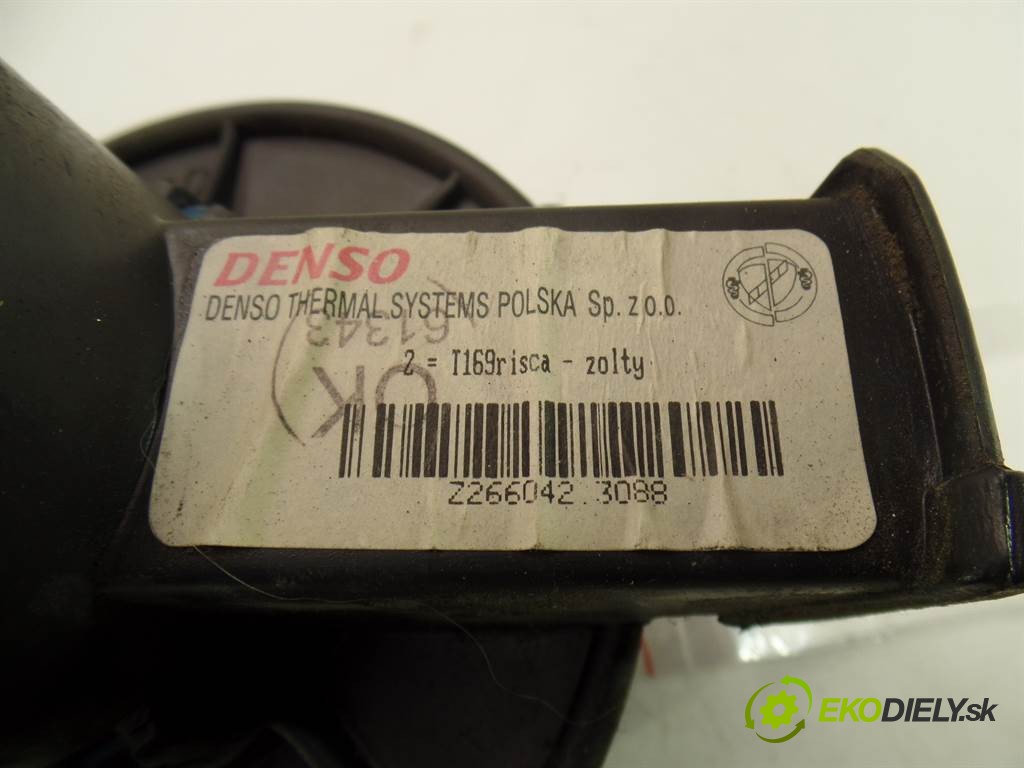 DENSO
DENSO THERMAL SYSTEMS POLSKA Sp. z o.o.
61343
OK
2 = T169risca - zolty
Z266042 3088
EKODIELY.sk